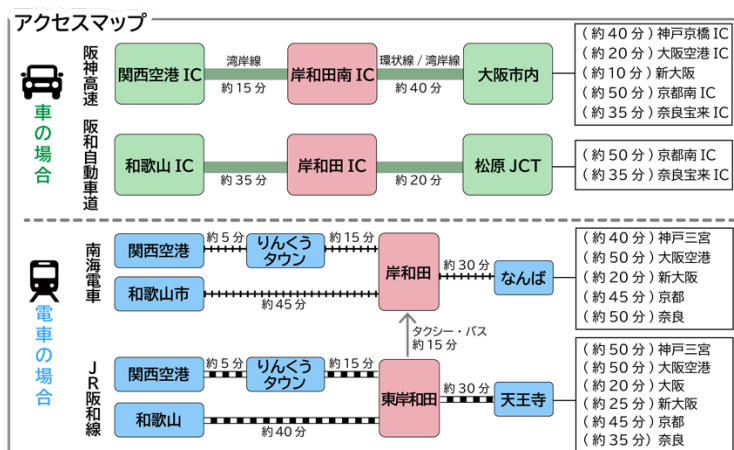 アクセスマップ
車の場合
阪神高速
関西空港 IC
湾岸線
約15分
岸和田南 IC
環状線 / 湾岸線
約40分
大阪市内
(約40分)神戸京橋 IC
(約20分)大阪空港 IC
(約10分)新大阪
(約50分)京都南 IC
(約35分)奈良宝来 IC
阪和自動車道
和歌山 IC
約35分
岸和田 IC
約20分
松原 JCT
(約50分)京都南 IC
(約35分)奈良宝来 IC
電車の場合
南海電車
関西空港
約5分
りんくう
タウン
約15分
和歌山市
約45分
岸和田
約30分
なんば
(約40分)神戸三宮
(約50分)大阪空港
(約20分)新大阪
(約45分)京都
(約50分)奈良
タクシー・バス
約15分
JR阪和線
関西空港
約5分
りんくう
タウン
約15分
和歌山
約40分
東岸和田
約30分
天王寺
(約50分)神戸三宮
(約50分)大阪空港
(約20分)大阪
(約25分)新大阪
(約45分)京都
(約35分)奈良